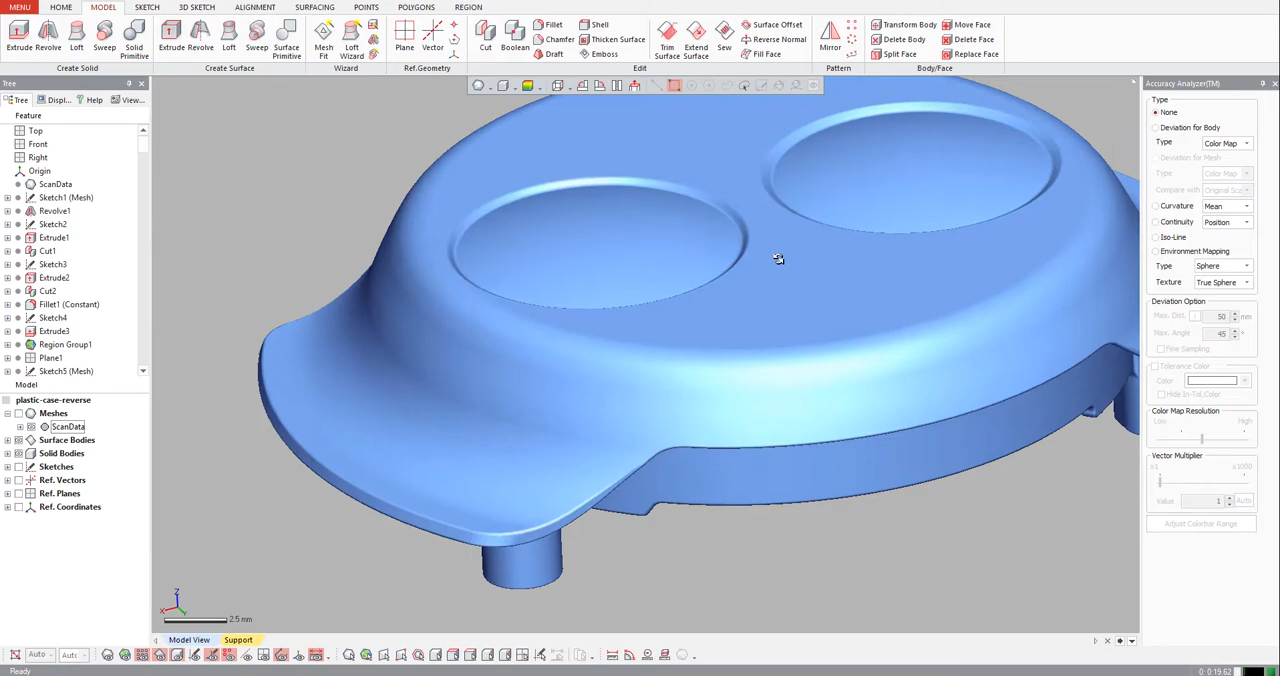 MENU HOME MODEL SKETCH 3D SKETCH ALIGNMENT SURFACING POINTS POLYGONS REGION
Extrude Revolve Loft Sweep Solid Primitive
Create Solid
Extrude Revolve Loft Sweep Surface Primitive
Create Surface
Mesh Fit Loft Wizard
Wizard
Plane Vector
Ref.Geometry
Cut Boolean
Fillet Shell
Chamfer Thicken Surface
Draft Emboss
Trim Surface Extend Surface Sew
Surface Offset
Reverse Normal
Fill Face
Edit
Mirror
Pattern
Transform Body Move Face
Delete Body Delete Face
Split Face Replace Face
Body/Face
Tree
Tree Displ... Help View...
Feature
Top
Front
Right
Origin
ScanData
Sketch1 (Mesh)
Revolve1
Sketch2
Extrude1
Cut1
Sketch3
Extrude2
Cut2
Fillet1 (Constant)
Sketch4
Extrude3
Region Group1
Plane1
Sketch5 (Mesh)
Model
plastic-case-reverse
Meshes
ScanData
Surface Bodies
Solid Bodies
Sketches
Ref. Vectors
Ref. Planes
Ref. Coordinates
Z
X
Y
2.5 mm
Model View Support
Accuracy Analyzer(TM)
Type
None
Deviation for Body
Type Color Map
Deviation for Mesh
Type Color Map
Compare with Original Sca
Curvature Mean
Continuity Position
Iso-Line
Environment Mapping
Type Sphere
Texture True Sphere
Deviation Option
Max. Dist. 50 mm
Max. Angle 45 °
Fine Sampling
Tolerance Color
Color
Hide In-Tol. Color
Color Map Resolution
Low High
Vector Multiplier
x1 x1000
Value 1 Auto
Adjust Colorbar Range
Auto Aut:
Ready
0: 0:19.62